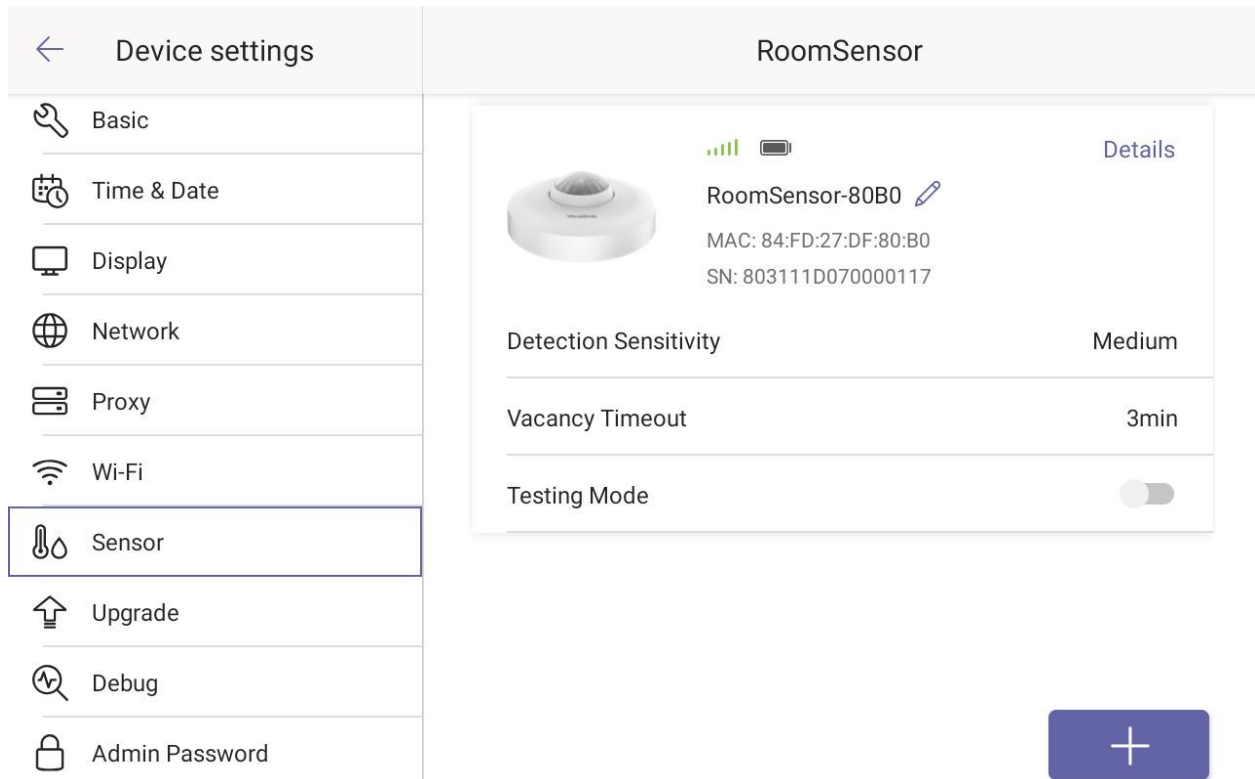 Device settings
RoomSensor
Basic
Time & Date
Display
Network
Proxy
Wi-Fi
Sensor
Upgrade
Debug
Admin Password
Details
RoomSensor-80B0
MAC: 84:FD:27:DF:80:B0
SN: 803111D070000117
Detection Sensitivity Medium
Vacancy Timeout 3min
Testing Mode